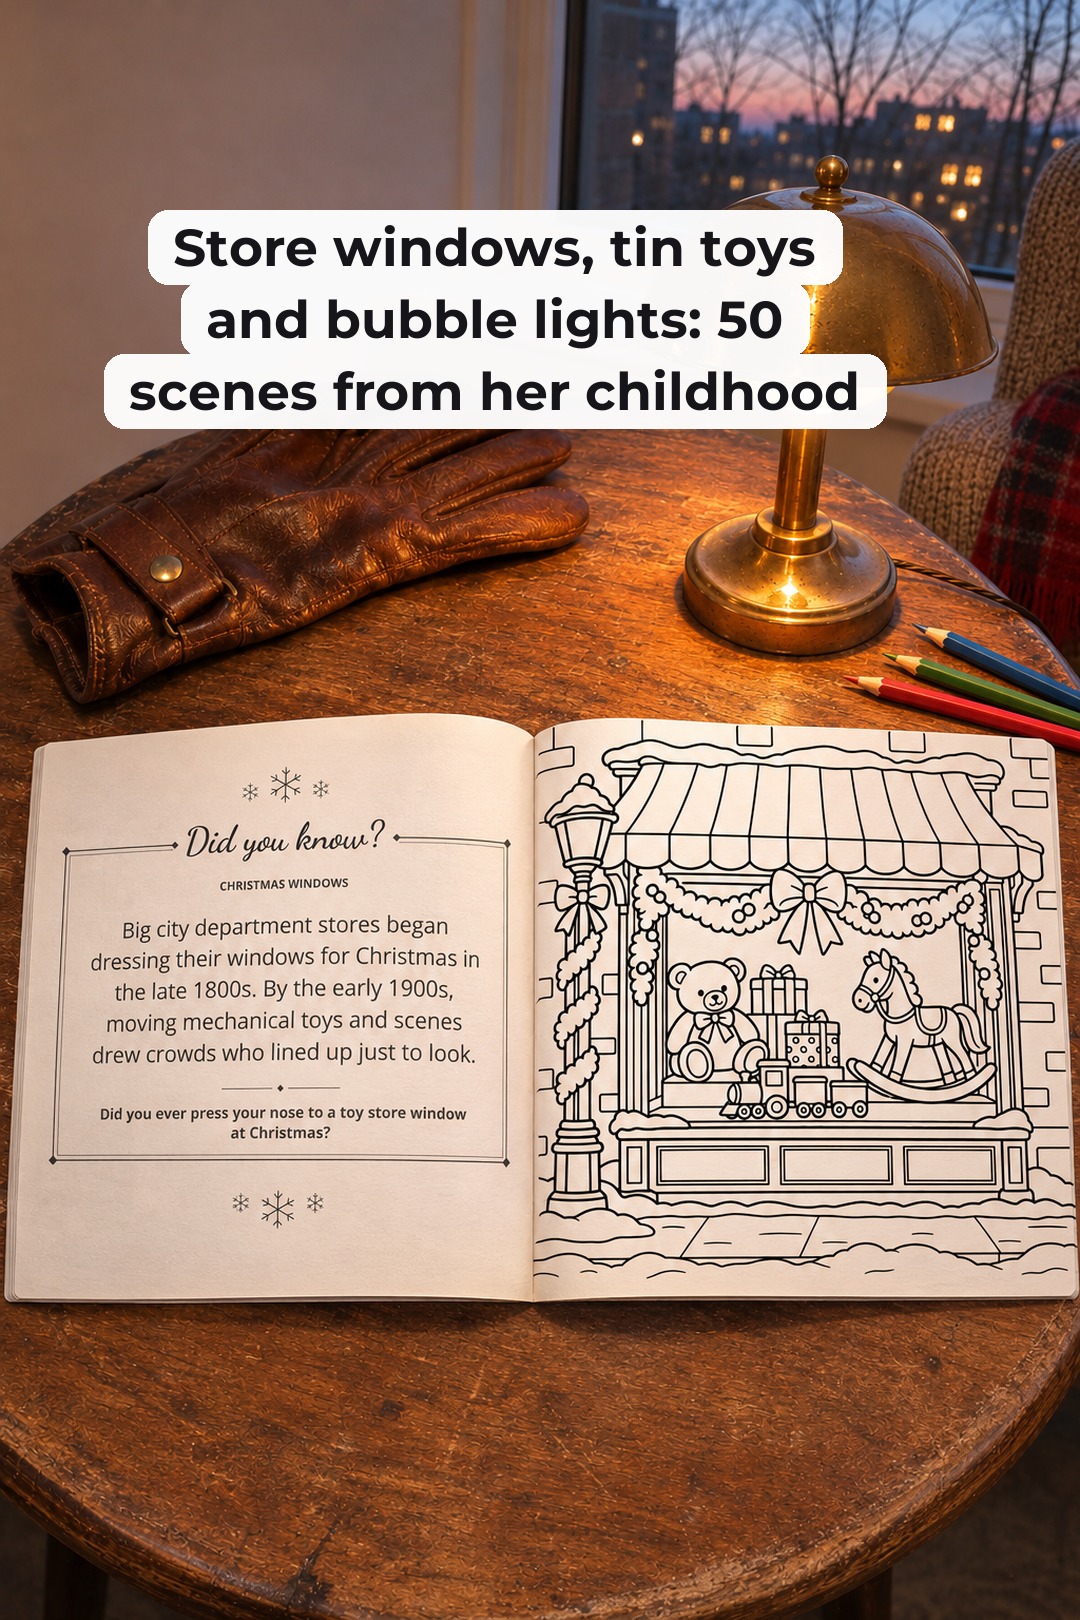 Store windows, tin toys
and bubble lights: 50
scenes from her childhood
Did you know?
CHRISTMAS WINDOWS
Big city department stores began
dressing their windows for Christmas in
the late 1800s. By the early 1900s,
moving mechanical toys and scenes
drew crowds who lined up just to look.
Did you ever press your nose to a toy store window
at Christmas?